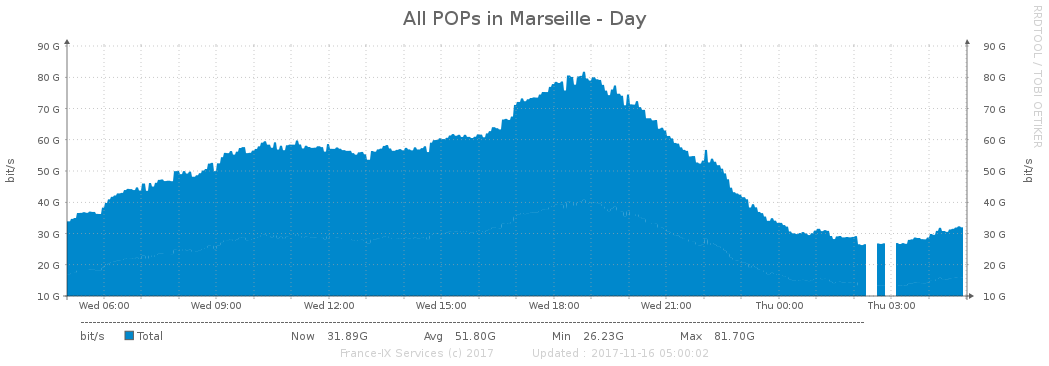 All POPs in Marseille - Day
RRDTOOL / TOBI OETIKER
bit/s
90 G
80 G
70 G
60 G
50 G
40 G
30 G
20 G
10 G
90 G
80 G
70 G
60 G
50 G
40 G
30 G
20 G
10 G
bit/s
Wed 06:00 Wed 09:00 Wed 12:00 Wed 15:00 Wed 18:00 Wed 21:00 Thu 00:00 Thu 03:00
bit/s Total Now 31.89G Avg 51.80G Min 26.23G Max 81.70G
France-IX Services (c) 2017 Updated : 2017-11-16 05:00:02